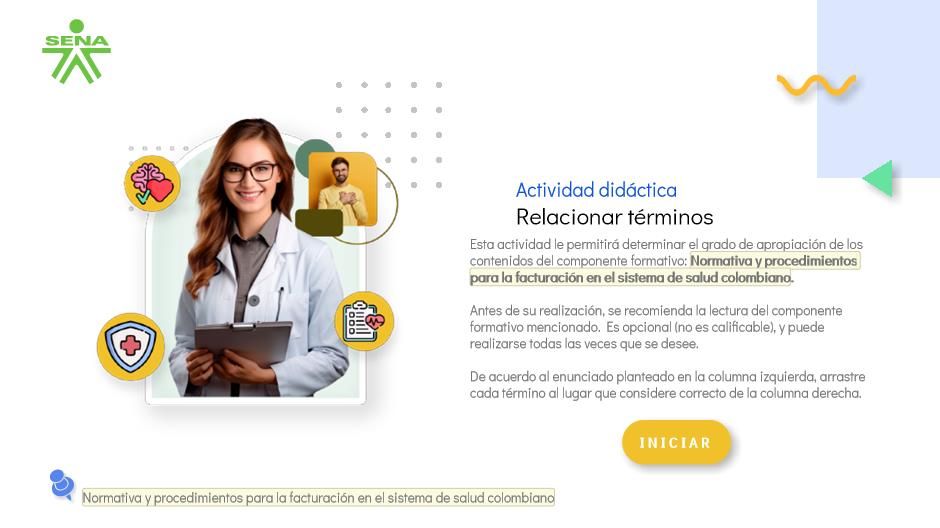 SENA
Actividad didáctica
Relacionar términos
Esta actividad le permitirá determinar el grado de apropiación de los
contenidos del componente formativo: Normativa y procedimientos
para la facturación en el sistema de salud colombiano.
Antes de su realización, se recomienda la lectura del componente
formativo mencionado. Es opcional (no es calificable), y puede
realizarse todas las veces que se desee.
De acuerdo al enunciado planteado en la columna izquierda, arrastre
cada término al lugar que considere correcto de la columna derecha.
INICIAR
Normativa y procedimientos para la facturación en el sistema de salud colombiano